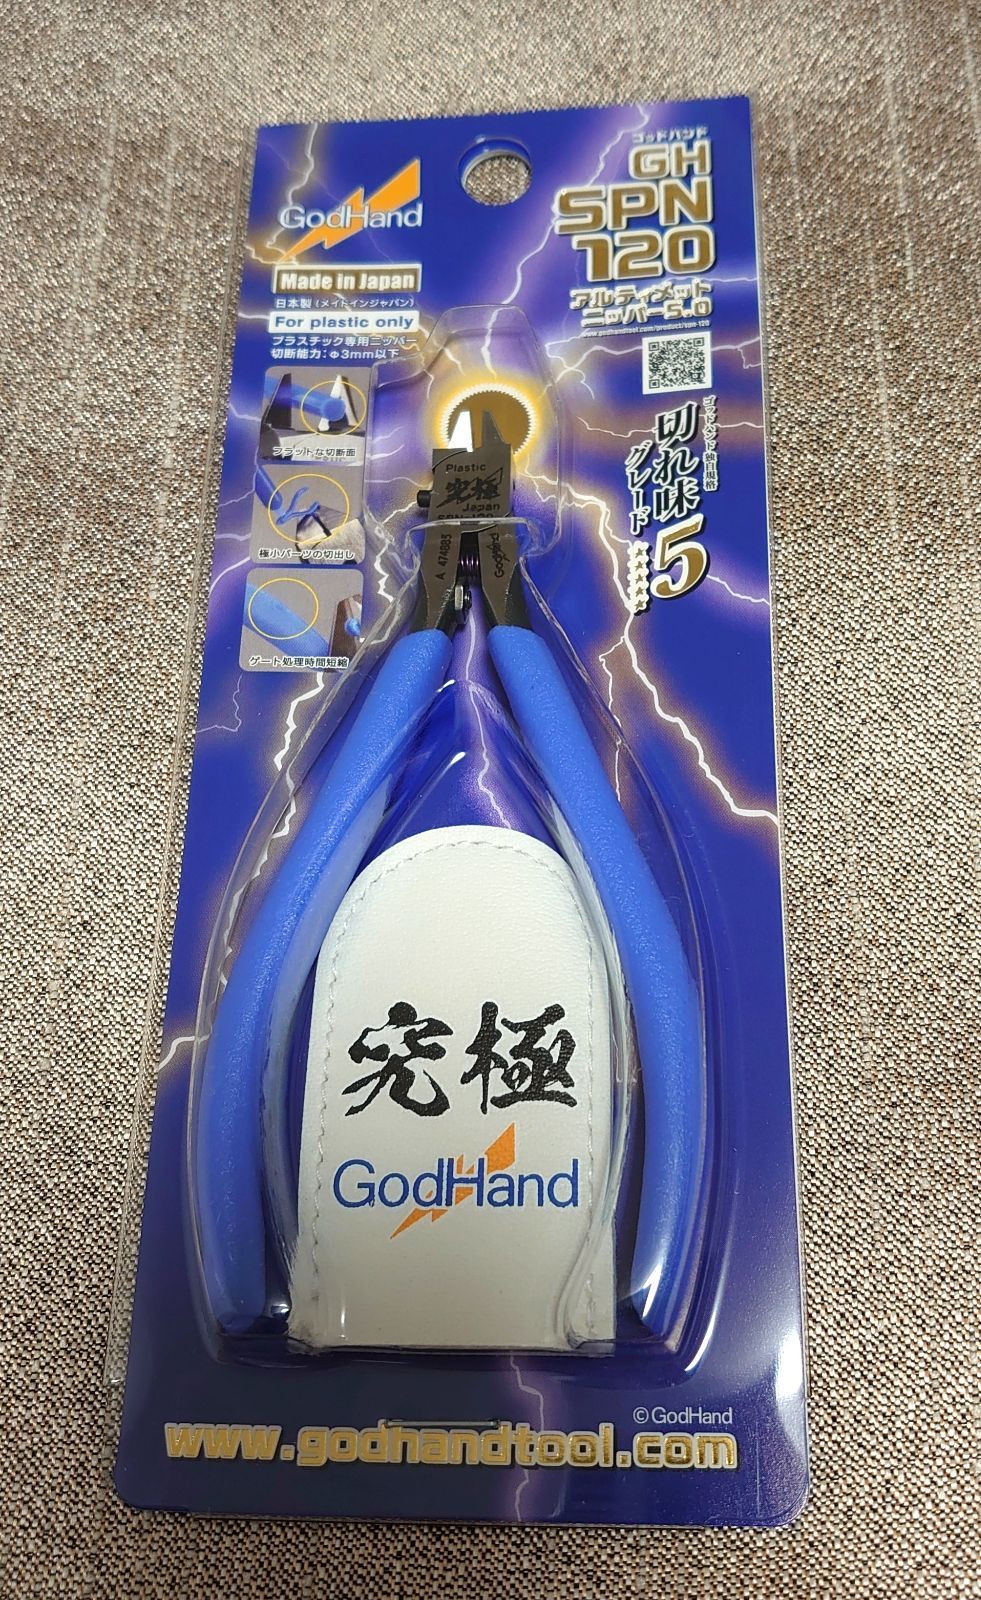 GodHand
Made in Japan
日本製(メイドインジャパン)
For plastic only
プラスチック専用ニッパー
切断能力:φ3mm以下
フラットな切断面
極小パーツの切出し
ゲート処理時間短縮
ゴッドハンド
GH
SPN
120
アルティメット
ニッパー5.0
www.godhandtool.com/product/spn-120
ゴッドハンド独自規格
切れ味
グレード
5
★★★★★
Plastic
究極
Japan
SPN-120
A 474883
GodHand
究極
GodHand
©GodHand
www.godhandtool.com